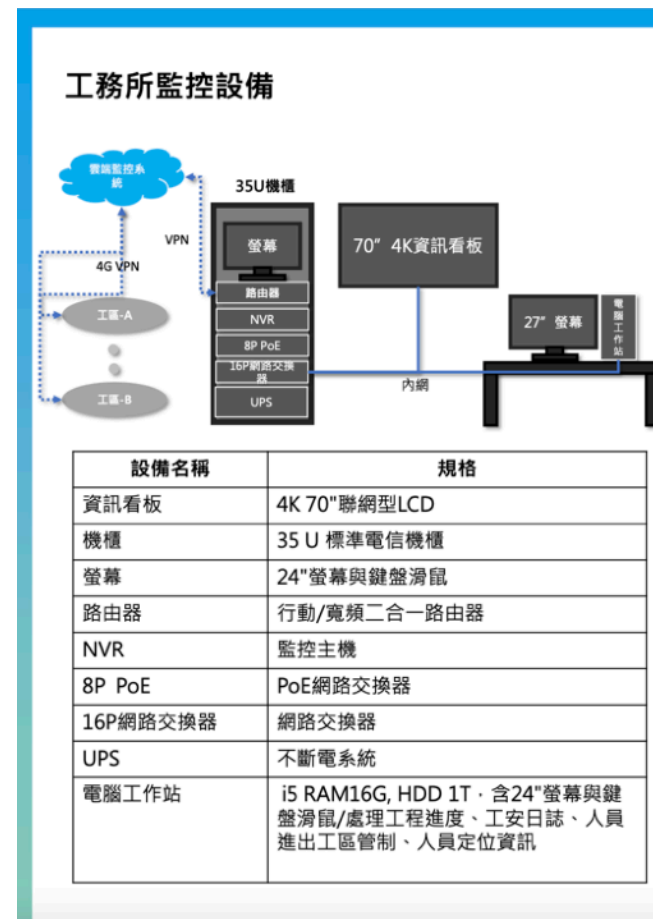 工務所監控設備
雲端監控系
統
35U機櫃
VPN
4G VPN
螢幕
70" 4K資訊看板
路由器
工區-A
NVR
27" 螢幕
電腦工作站
8P PoE
16P網路交換
器
內網
工區-B
UPS
設備名稱 規格
資訊看板 4K 70"聯網型LCD
機櫃 35 U 標準電信機櫃
螢幕 24"螢幕與鍵盤滑鼠
路由器 行動/寬頻二合一路由器
NVR 監控主機
8P PoE PoE網路交換器
16P網路交換器 網路交換器
UPS 不斷電系統
電腦工作站 i5 RAM16G, HDD 1T，含24"螢幕與鍵
盤滑鼠/處理工程進度、工安日誌、人員
進出工區管制、人員定位資訊